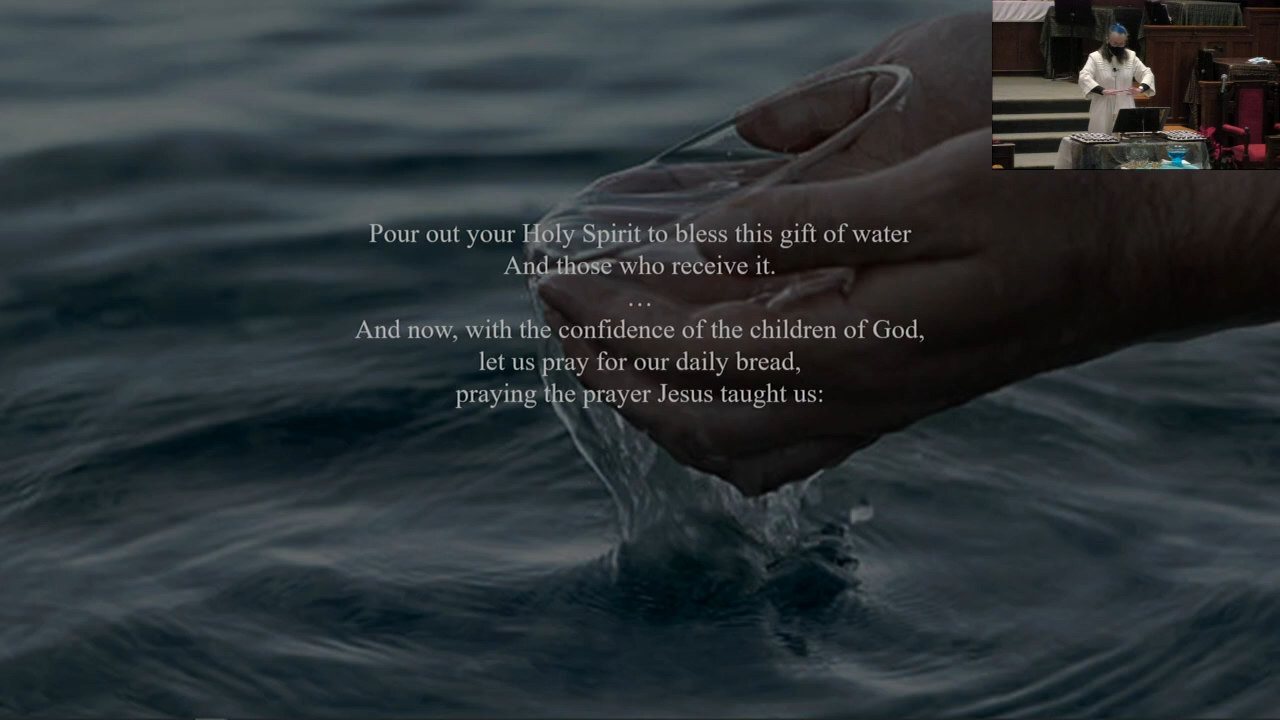 Pour out your Holy Spirit to bless this gift of water
And those who receive it.
…
And now, with the confidence of the children of God,
let us pray for our daily bread,
praying the prayer Jesus taught us: